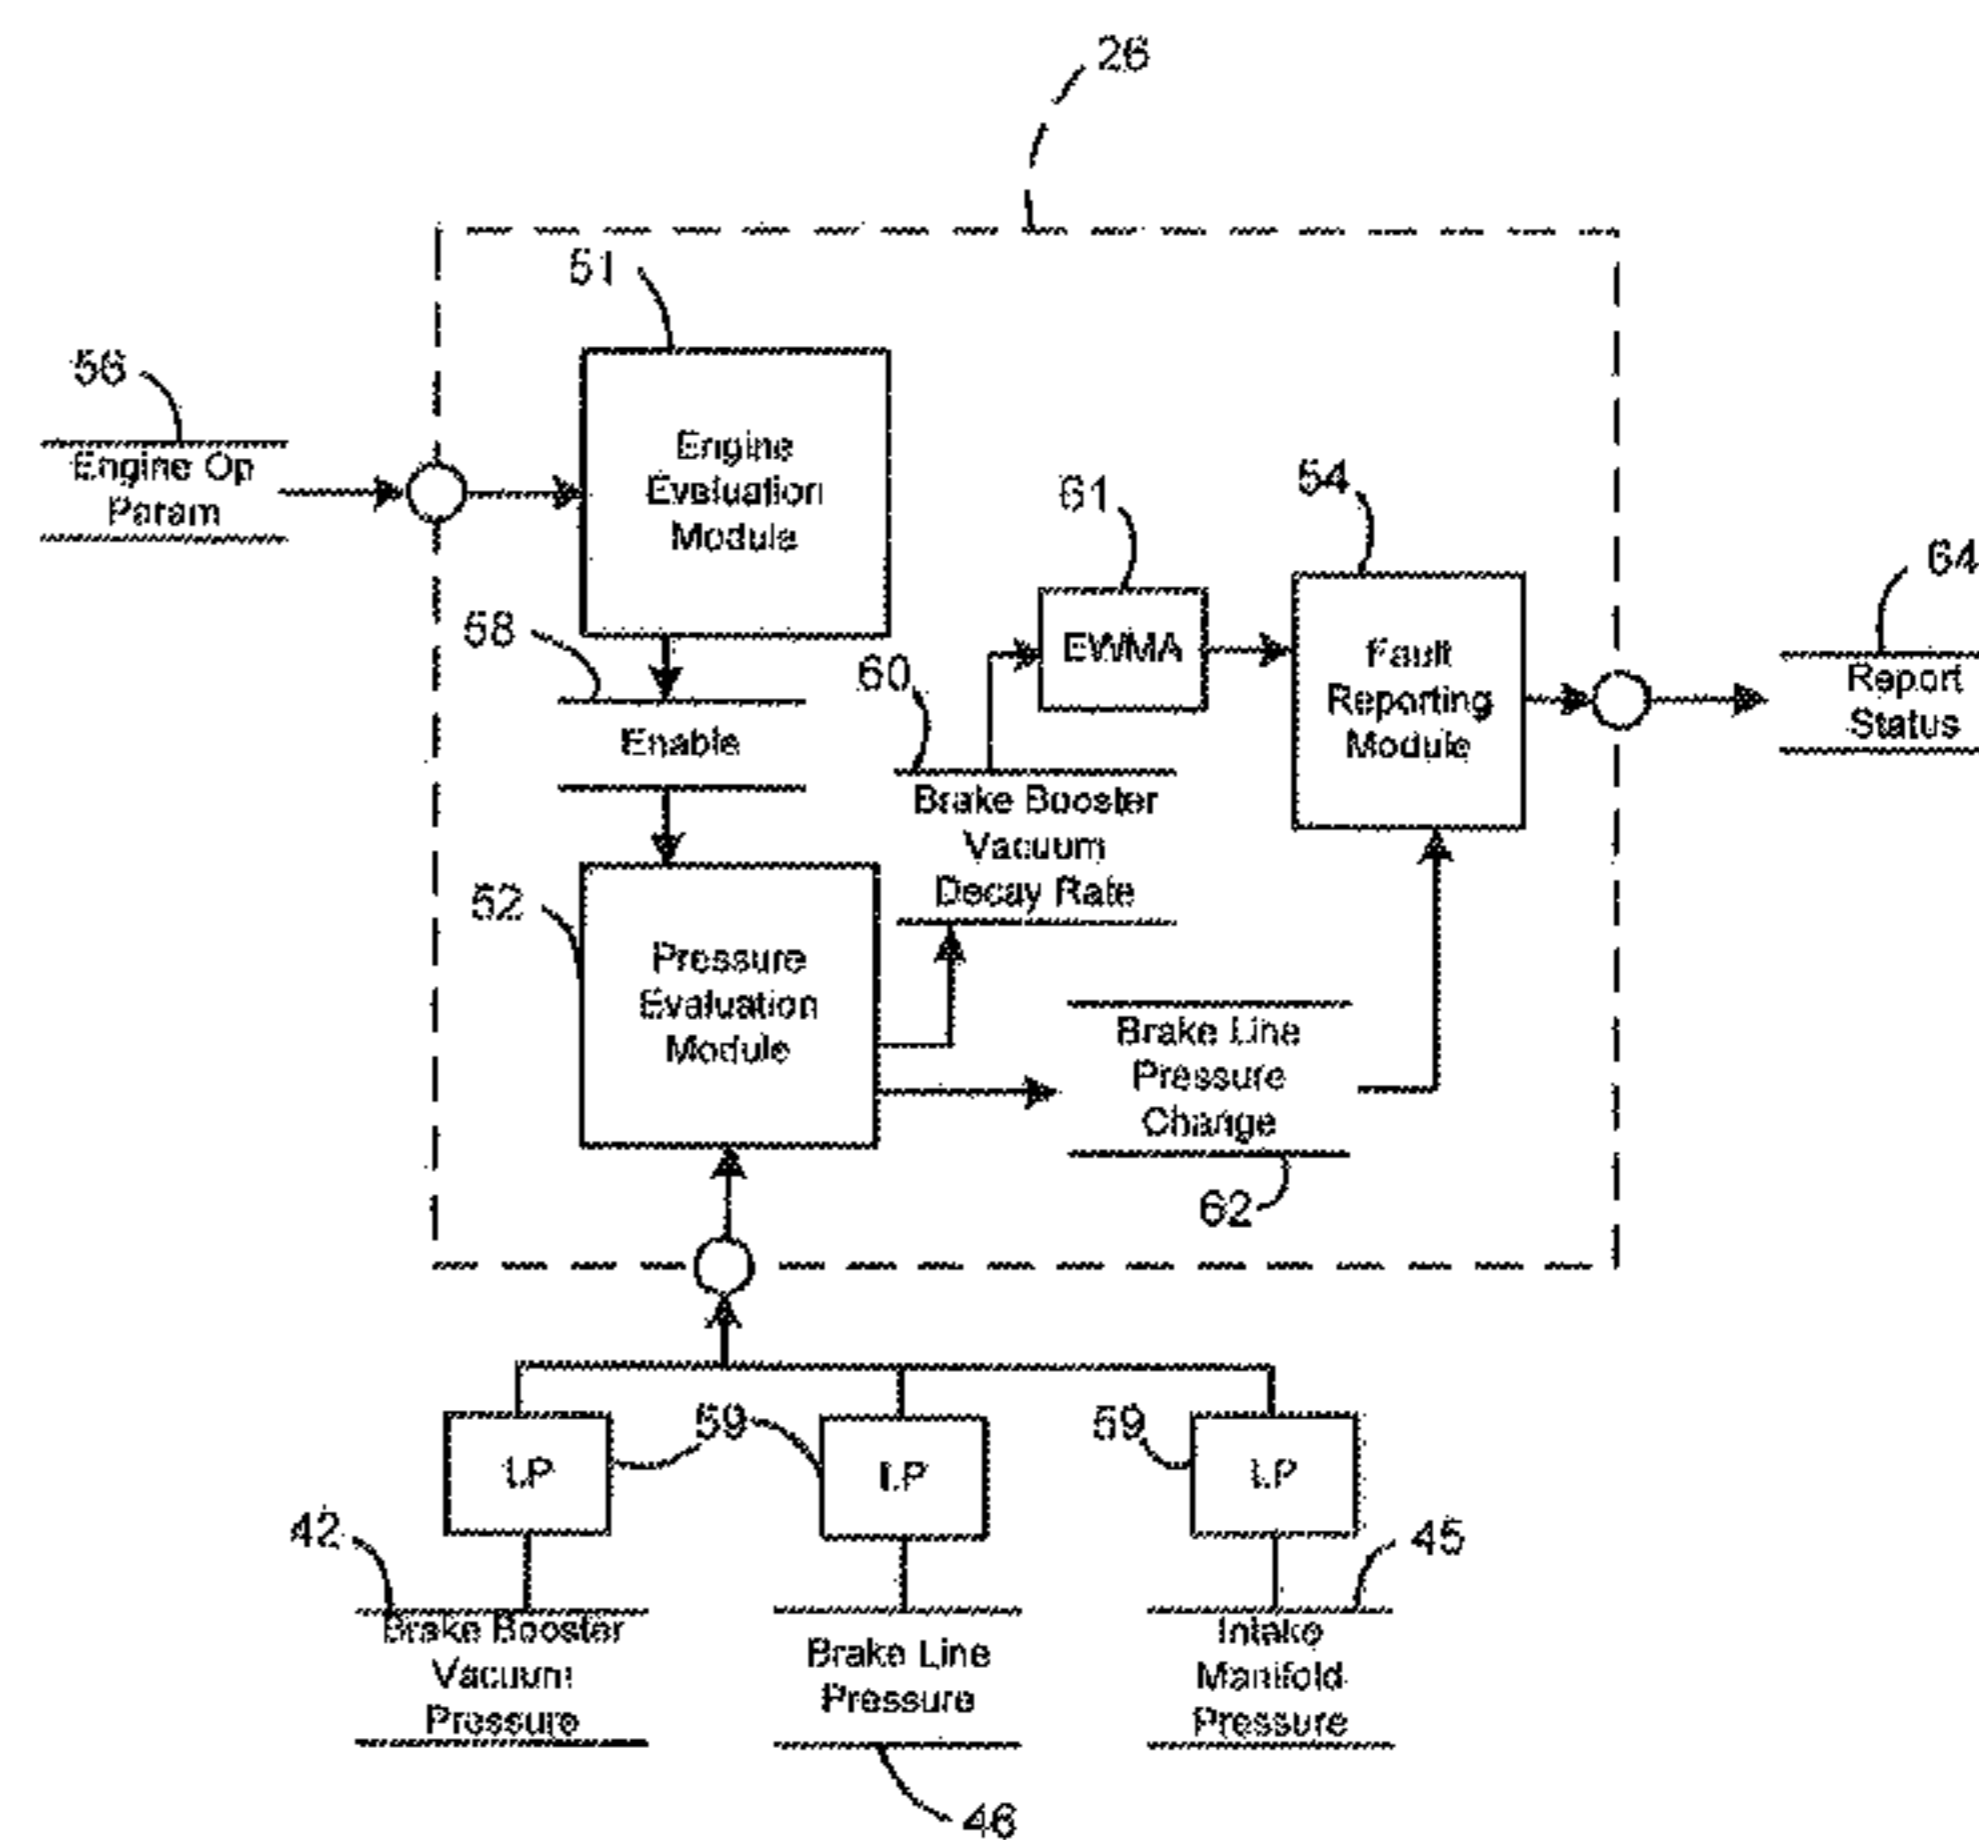 26
51
56
Engine Op
Param
Engine
Evaluation
Module
58
Enable
61
EWMA
54
Fault
Reporting
Module
64
Report
Status
60
Brake Booster
Vacuum
Decay Rate
52
Pressure
Evaluation
Module
Brake Line
Pressure
Change
62
59
59
LP
LP
LP
42
45
Brake Booster
Vacuum
Pressure
Brake Line
Pressure
Intake
Manifold
Pressure
46